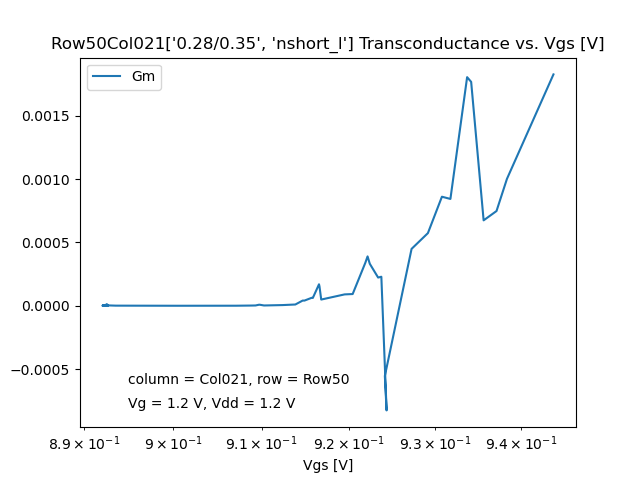 Row50Col021['0.28/0.35', 'nshort_l'] Transconductance vs. Vgs [V]
Gm
0.0015
0.0010
0.0005
0.0000
−0.0005
column = Col021, row = Row50
Vg = 1.2 V, Vdd = 1.2 V
8.9 × 10⁻¹ 9 × 10⁻¹ 9.1 × 10⁻¹ 9.2 × 10⁻¹ 9.3 × 10⁻¹ 9.4 × 10⁻¹
Vgs [V]